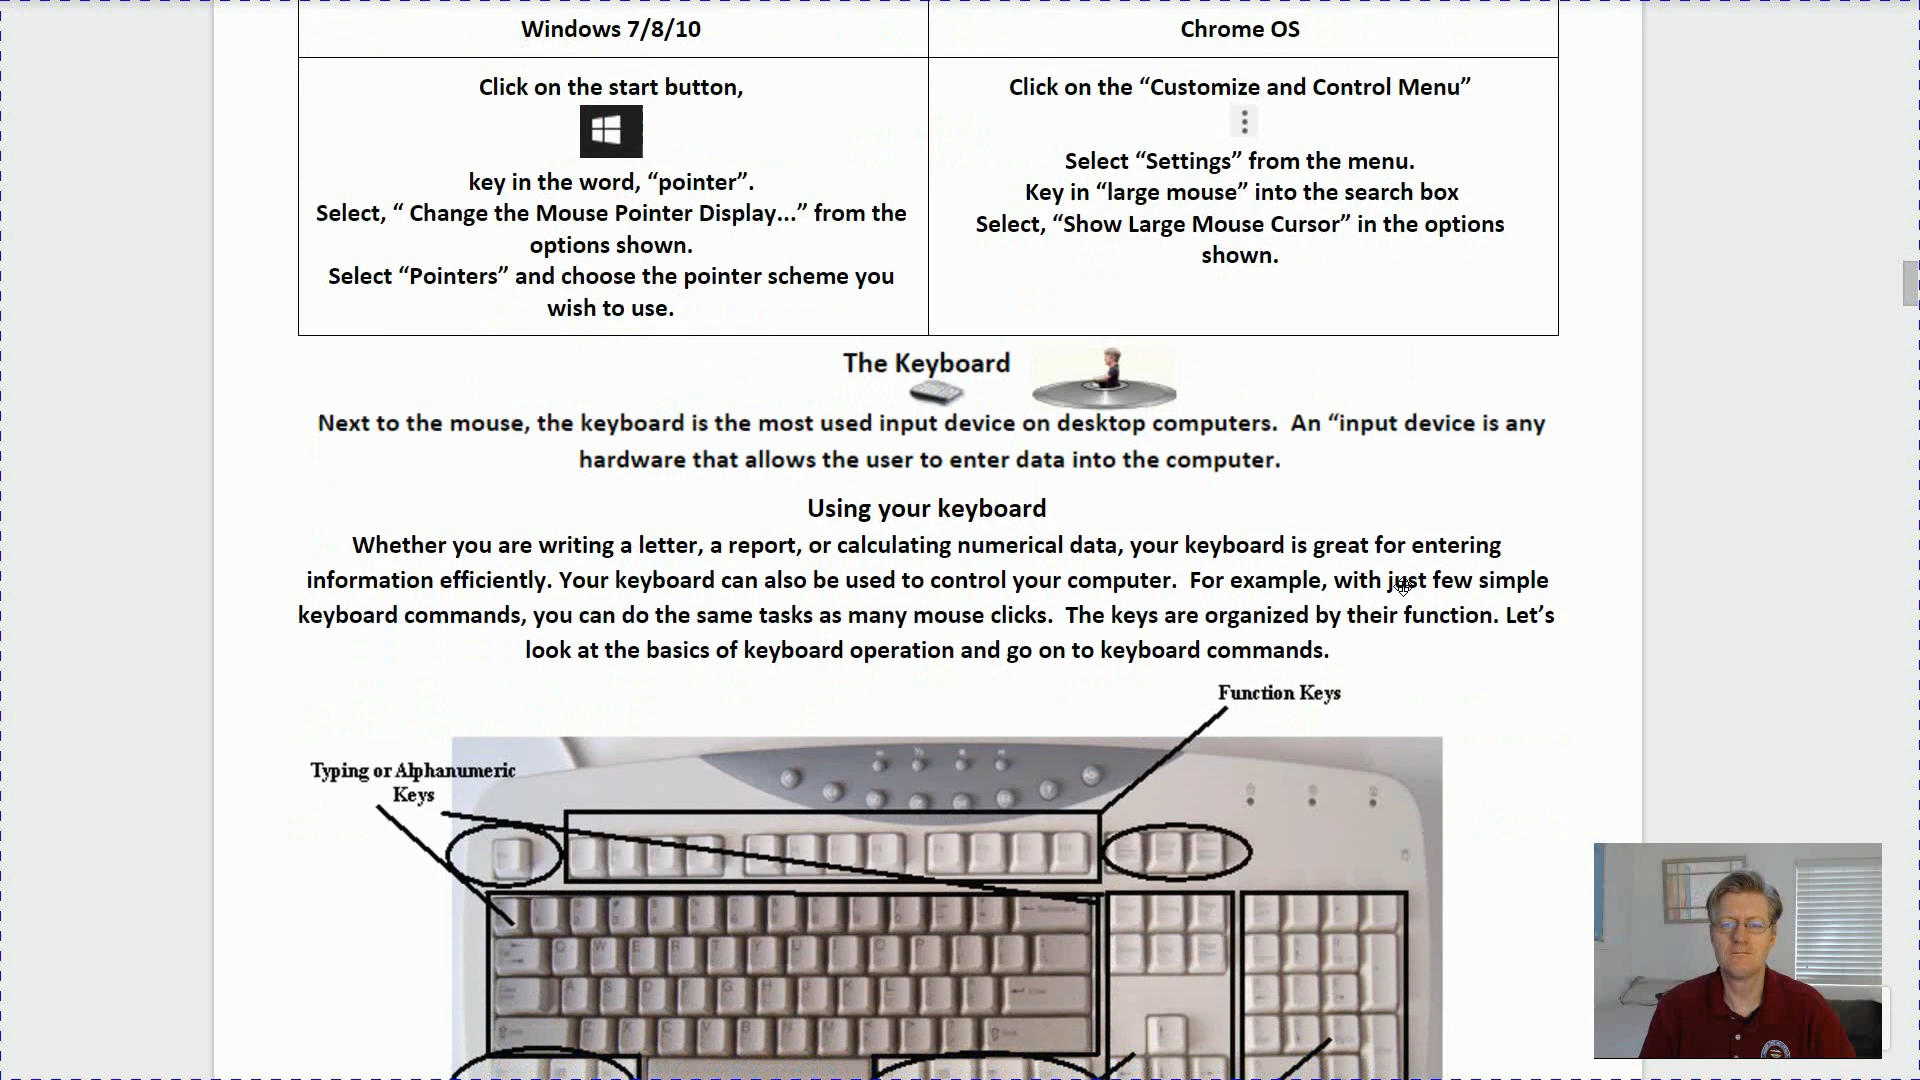 Windows 7/8/10
Chrome OS
Click on the start button,
key in the word, “pointer”.
Select, “ Change the Mouse Pointer Display...” from the
options shown.
Select “Pointers” and choose the pointer scheme you
wish to use.
Click on the “Customize and Control Menu”
Select “Settings” from the menu.
Key in “large mouse” into the search box
Select, “Show Large Mouse Cursor” in the options
shown.
The Keyboard
Next to the mouse, the keyboard is the most used input device on desktop computers. An “input device is any
hardware that allows the user to enter data into the computer.
Using your keyboard
Whether you are writing a letter, a report, or calculating numerical data, your keyboard is great for entering
information efficiently. Your keyboard can also be used to control your computer. For example, with just few simple
keyboard commands, you can do the same tasks as many mouse clicks. The keys are organized by their function. Let’s
look at the basics of keyboard operation and go on to keyboard commands.
Function Keys
Typing or Alphanumeric
Keys
Q W E R T Y U I O P
A S D F G H J K L
Z X C V B N M